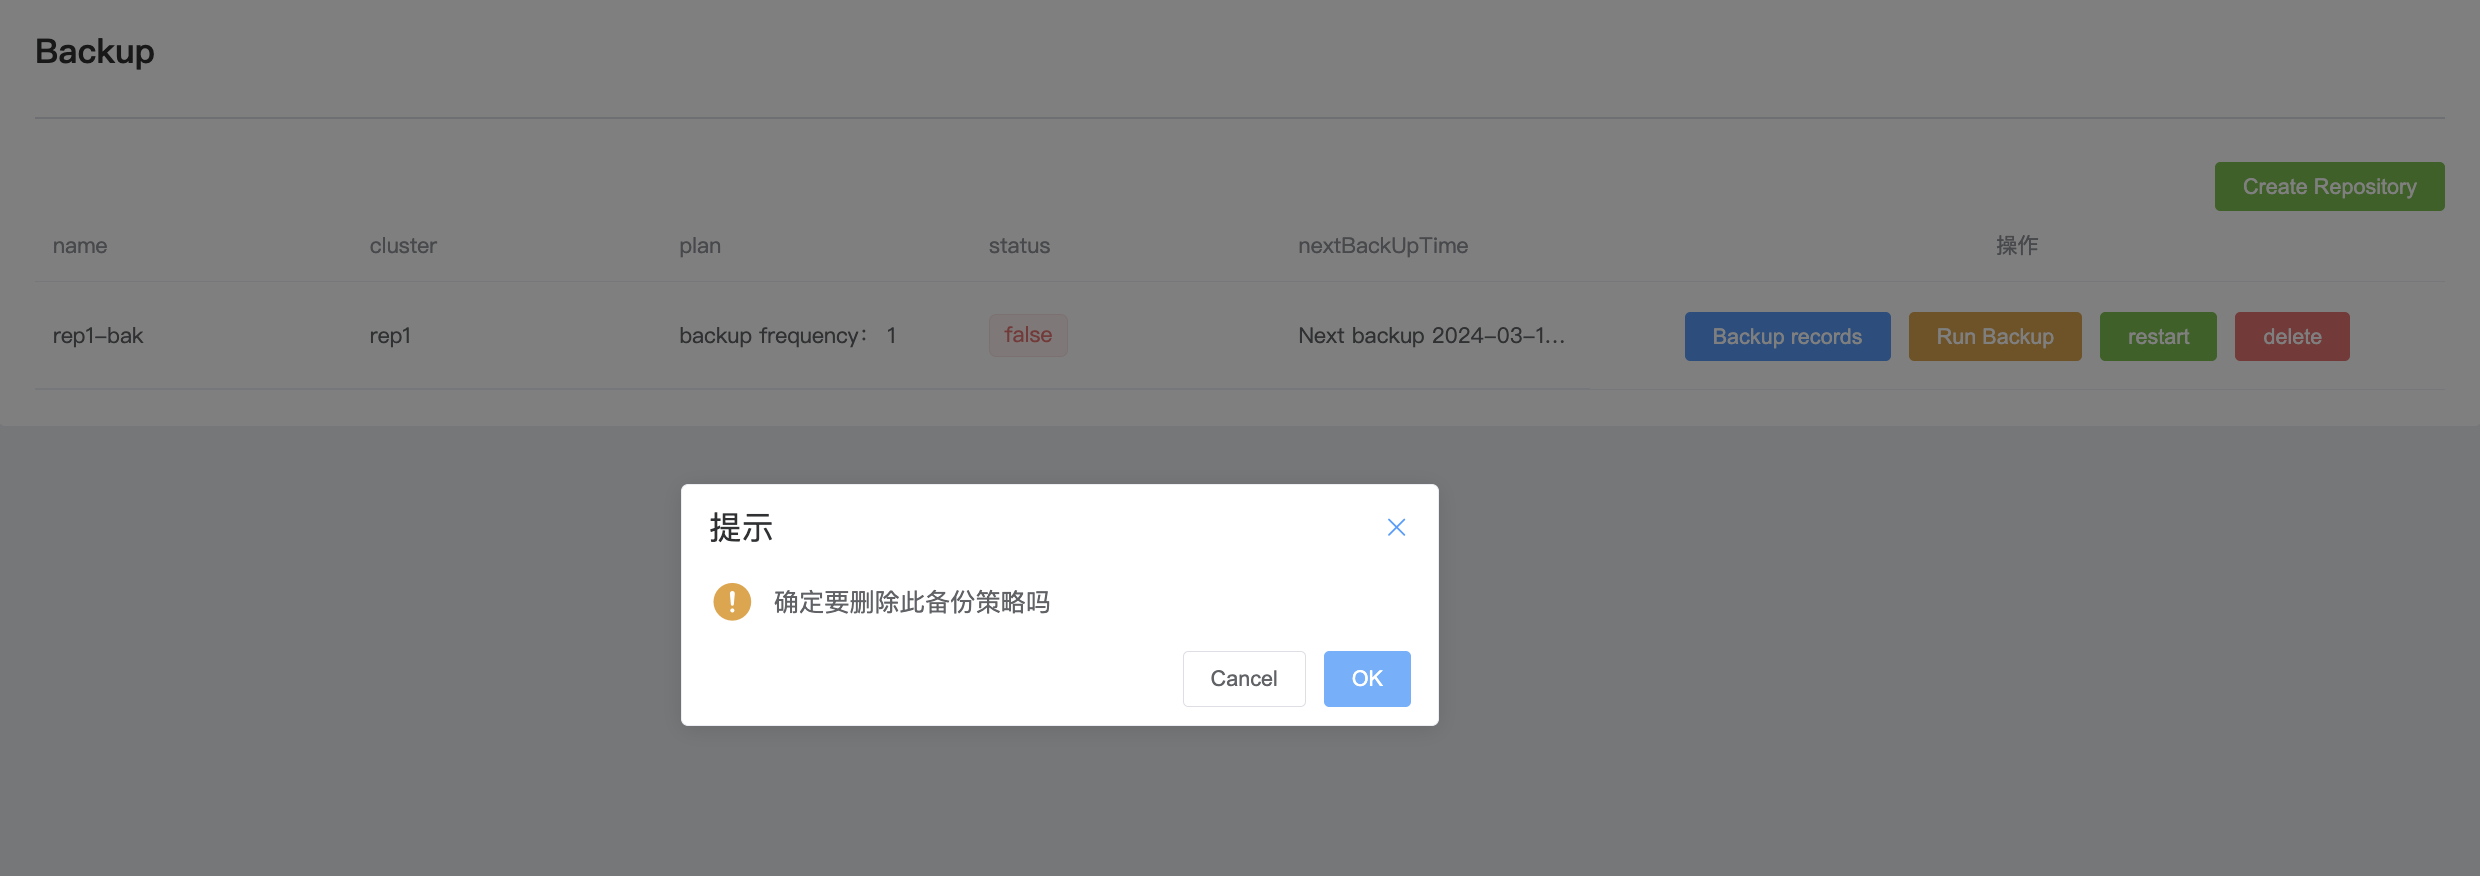 Backup
Create Repository
name cluster plan status nextBackUpTime 操作
rep1-bak rep1 backup frequency： 1 false Next backup 2024-03-1... Backup records Run Backup restart delete
提示
确定要删除此备份策略吗
Cancel OK